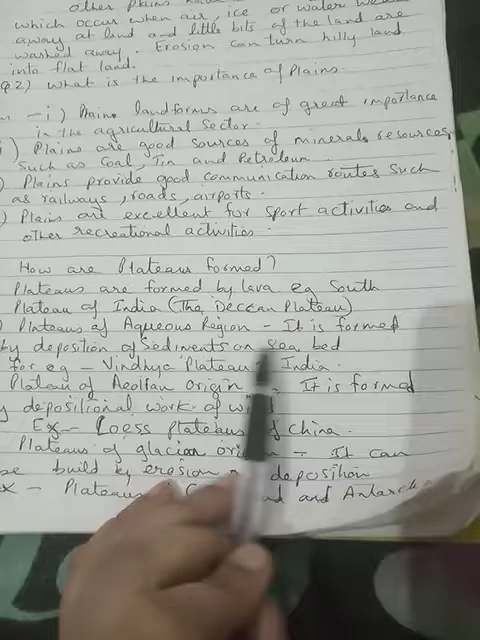 other Plains
which occur when air, ice or water
away at land and little bits of the land are
washed away. Erosion can turn hilly land
into flat land.
Q2) What is the importance of Plains.
-i) Plains landforms are of great importance
in the agricultural Sector.
) Plains are good sources of minerals resources
Such as Coal, Tin and Petroleum.
) Plains provide good communication routes such
as railways, roads, airports.
) Plain are excellent for sport activities and
other recreational activities.
How are Plateaus formed?
Plateaus are formed by lava eg South
Plateau of India (The Deccan Plateau)
) Plateaus of Aqueous Region - It is formed
by deposition of Sediments on sea bed
for eg - Vindhya Plateau India.
Plateau of Aeolian Origin - It is formed
depositional work of
Ex - Loess plateaus of China.
Plateaus of glacian - It can
be build by erosion deposition
- Plateaus and